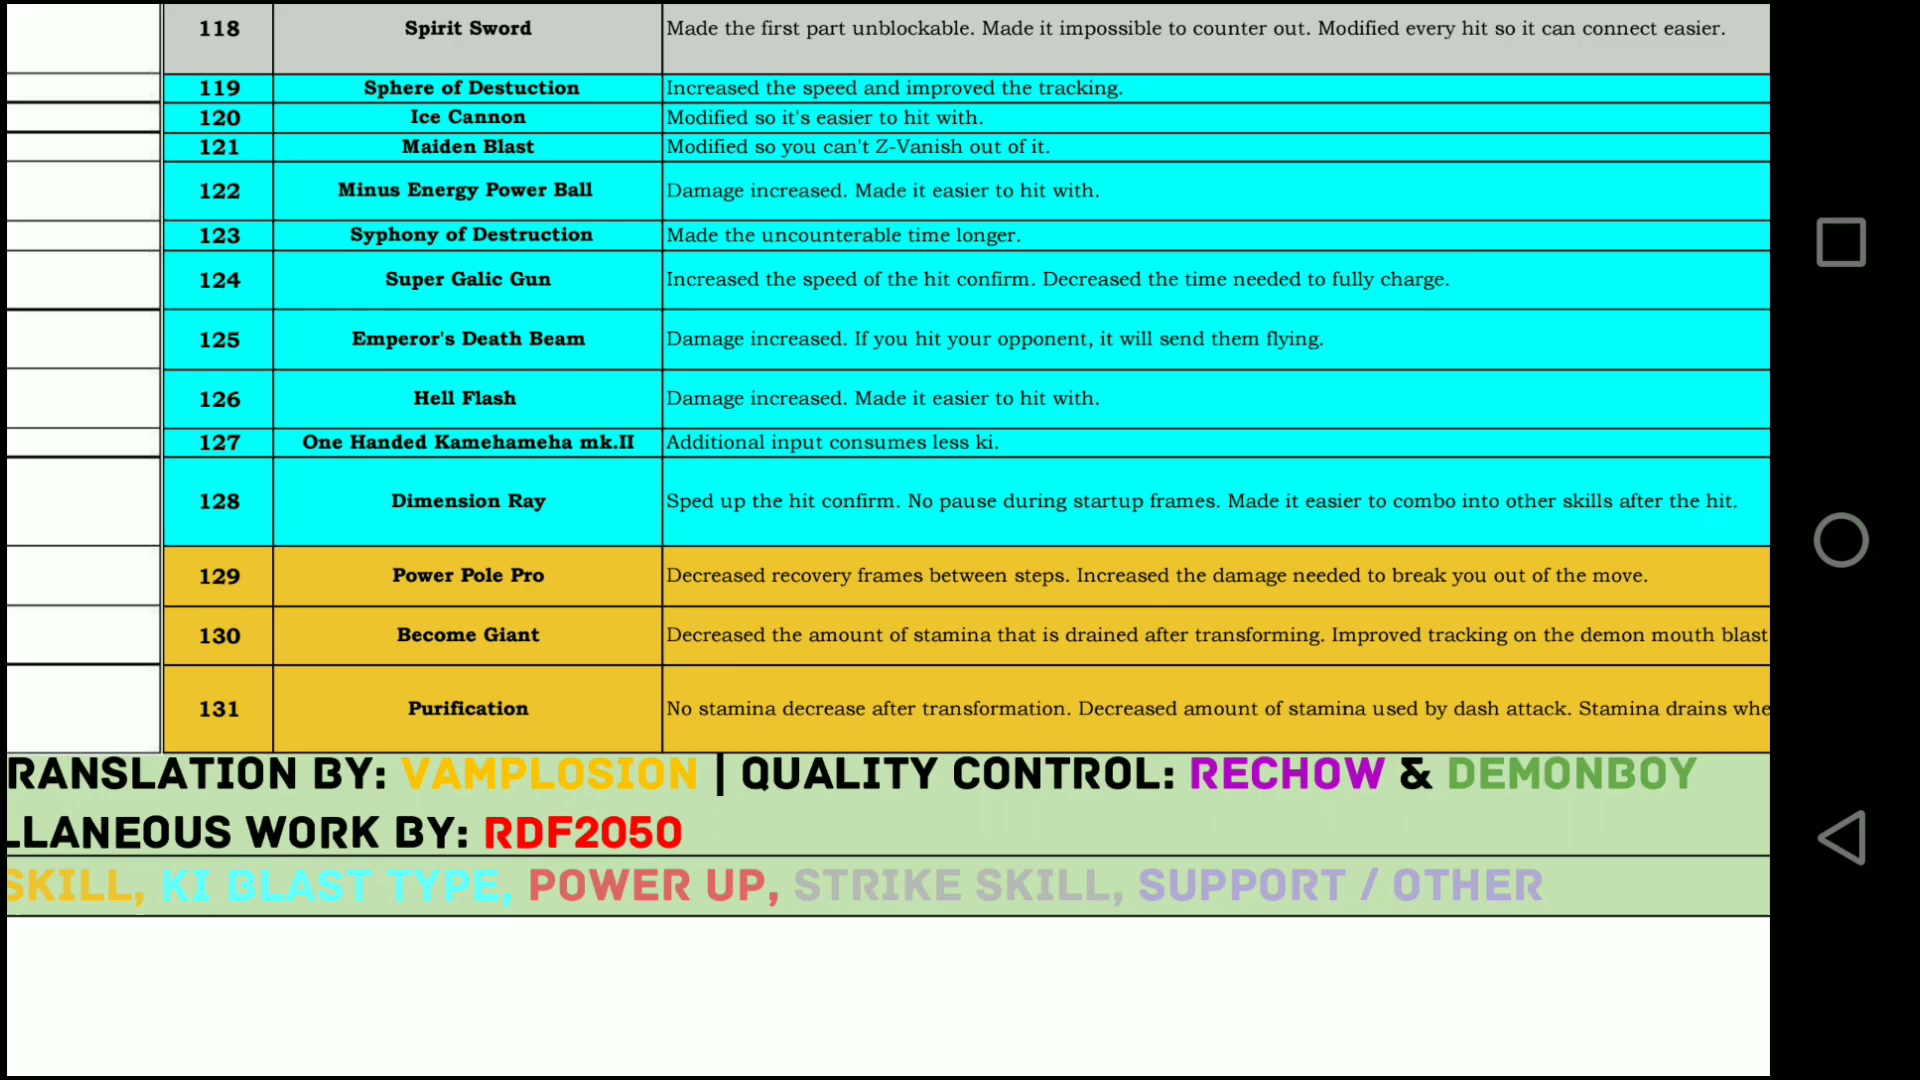 118 Spirit Sword Made the first part unblockable. Made it impossible to counter out. Modified every hit so it can connect easier.
119 Sphere of Destuction Increased the speed and improved the tracking.
120 Ice Cannon Modified so it's easier to hit with.
121 Maiden Blast Modified so you can't Z-Vanish out of it.
122 Minus Energy Power Ball Damage increased. Made it easier to hit with.
123 Syphony of Destruction Made the uncounterable time longer.
124 Super Galic Gun Increased the speed of the hit confirm. Decreased the time needed to fully charge.
125 Emperor's Death Beam Damage increased. If you hit your opponent, it will send them flying.
126 Hell Flash Damage increased. Made it easier to hit with.
127 One Handed Kamehameha mk.II Additional input consumes less ki.
128 Dimension Ray Sped up the hit confirm. No pause during startup frames. Made it easier to combo into other skills after the hit.
129 Power Pole Pro Decreased recovery frames between steps. Increased the damage needed to break you out of the move.
130 Become Giant Decreased the amount of stamina that is drained after transforming. Improved tracking on the demon mouth blast
131 Purification No stamina decrease after transformation. Decreased amount of stamina used by dash attack. Stamina drains whe
RANSLATION BY: VAMPLOSION | QUALITY CONTROL: RECHOW & DEMONBOY
LLANEOUS WORK BY: RDF2050
SKILL, KI BLAST TYPE, POWER UP, STRIKE SKILL, SUPPORT / OTHER